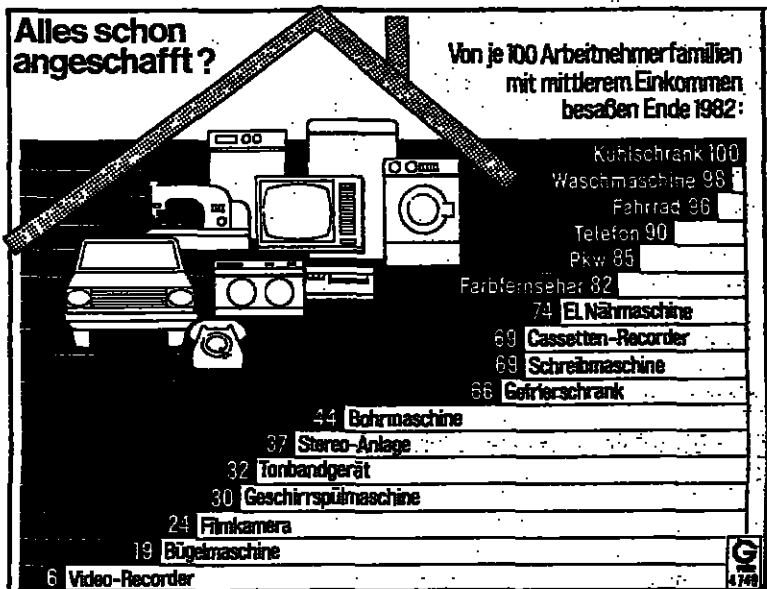 Alles schon
angeschafft?
Von je 100 Arbeitnehmerfamilien
mit mittlerem Einkommen
besaßen Ende 1982:
Kühlschrank 100
Waschmaschine 98
Fahrrad 96
Telefon 90
Pkw 85
Farbfernseher 82
74 El. Nähmaschine
69 Cassetten-Recorder
69 Schreibmaschine
66 Gefrierschrank
44 Bohrmaschine
37 Stereo-Anlage
32 Tonbandgerät
30 Geschirrspülmaschine
24 Filmkamera
19 Bügelmaschine
6 Video-Recorder
G
4749